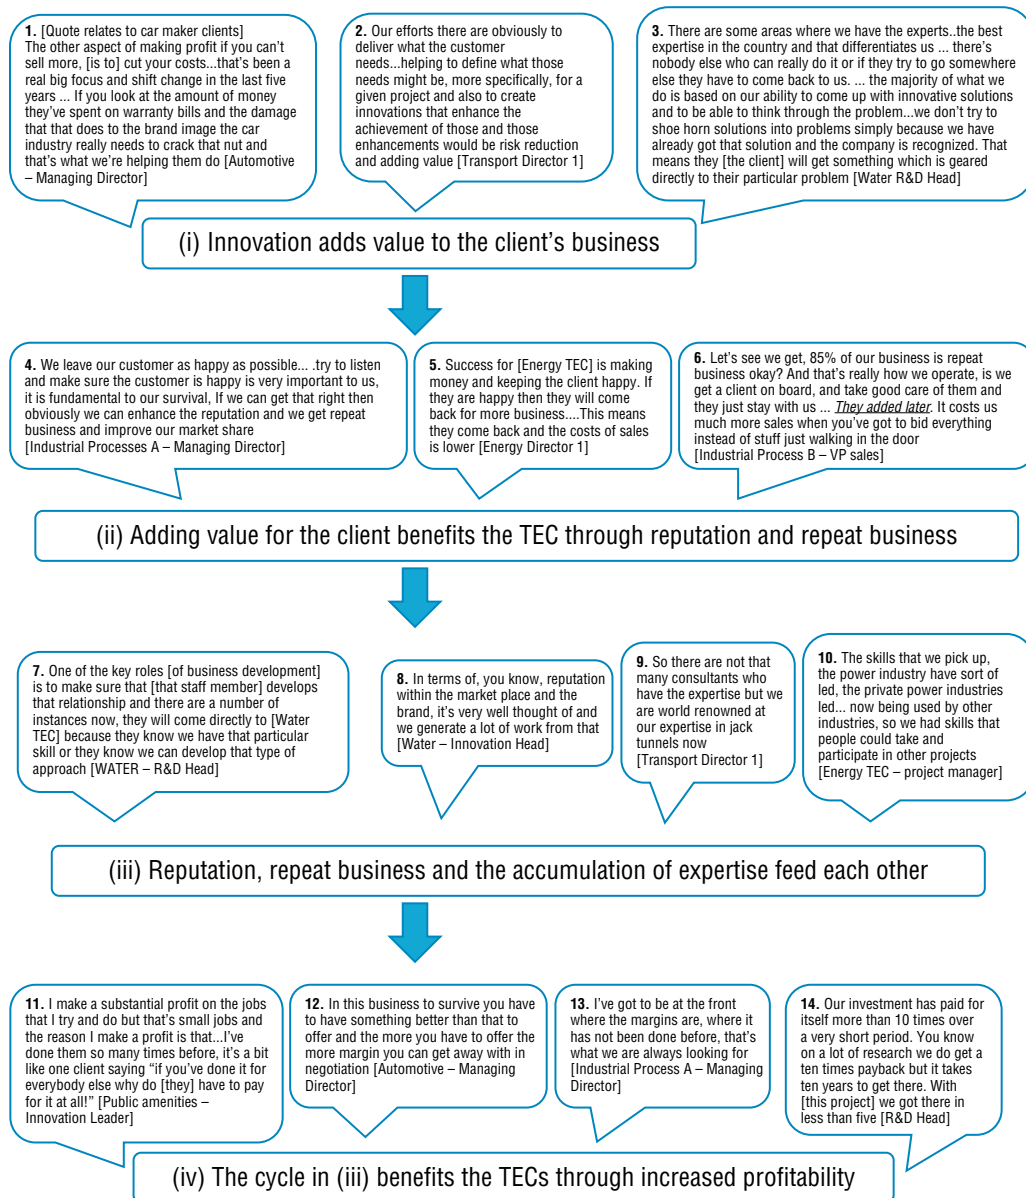 1. [Quote relates to car maker clients]
The other aspect of making profit if you can't
sell more, [is to] cut your costs...that's been a
real big focus and shift change in the last five
years ... If you look at the amount of money
they've spent on warranty bills and the damage
that that does to the brand image the car
industry really needs to crack that nut and
that's what we're helping them do [Automotive
– Managing Director]
2. Our efforts there are obviously to
deliver what the customer
needs...helping to define what those
needs might be, more specifically, for a
given project and also to create
innovations that enhance the
achievement of those and those
enhancements would be risk reduction
and adding value [Transport Director 1]
3. There are some areas where we have the experts..the best
expertise in the country and that differentiates us ... there's
nobody else who can really do it or if they try to go somewhere
else they have to come back to us. ... the majority of what we
do is based on our ability to come up with innovative solutions
and to be able to think through the problem...we don't try to
shoe horn solutions into problems simply because we have
already got that solution and the company is recognized. That
means they [the client] will get something which is geared
directly to their particular problem [Water R&D Head]
(i) Innovation adds value to the client's business
4. We leave our customer as happy as possible... .try to listen
and make sure the customer is happy is very important to us,
it is fundamental to our survival, If we can get that right then
obviously we can enhance the reputation and we get repeat
business and improve our market share
[Industrial Processes A – Managing Director]
5. Success for [Energy TEC] is making
money and keeping the client happy. If
they are happy then they will come
back for more business....This means
they come back and the costs of sales
is lower [Energy Director 1]
6. Let's see we get, 85% of our business is repeat
business okay? And that's really how we operate, is we
get a client on board, and take good care of them and
they just stay with us ... They added later. It costs us
much more sales when you've got to bid everything
instead of stuff just walking in the door
[Industrial Process B – VP sales]
(ii) Adding value for the client benefits the TEC through reputation and repeat business
7. One of the key roles [of business development]
is to make sure that [that staff member] develops
that relationship and there are a number of
instances now, they will come directly to [Water
TEC] because they know we have that particular
skill or they know we can develop that type of
approach [WATER – R&D Head]
8. In terms of, you know, reputation
within the market place and the
brand, it's very well thought of and
we generate a lot of work from that
[Water – Innovation Head]
9. So there are not that
many consultants who
have the expertise but we
are world renowned at
our expertise in jack
tunnels now
[Transport Director 1]
10. The skills that we pick up,
the power industry have sort of
led, the private power industries
led... now being used by other
industries, so we had skills that
people could take and
participate in other projects
[Energy TEC – project manager]
(iii) Reputation, repeat business and the accumulation of expertise feed each other
11. I make a substantial profit on the jobs
that I try and do but that's small jobs and
the reason I make a profit is that...I've
done them so many times before, it's a bit
like one client saying “if you've done it for
everybody else why do [they] have to pay
for it at all!” [Public amenities –
Innovation Leader]
12. In this business to survive you have
to have something better than that to
offer and the more you have to offer the
more margin you can get away with in
negotiation [Automotive – Managing
Director]
13. I've got to be at the front
where the margins are, where it
has not been done before, that's
what we are always looking for
[Industrial Process A – Managing
Director]
14. Our investment has paid for
itself more than 10 times over
a very short period. You know
on a lot of research we do get a
ten times payback but it takes
ten years to get there. With
[this project] we got there in
less than five [R&D Head]
(iv) The cycle in (iii) benefits the TECs through increased profitability